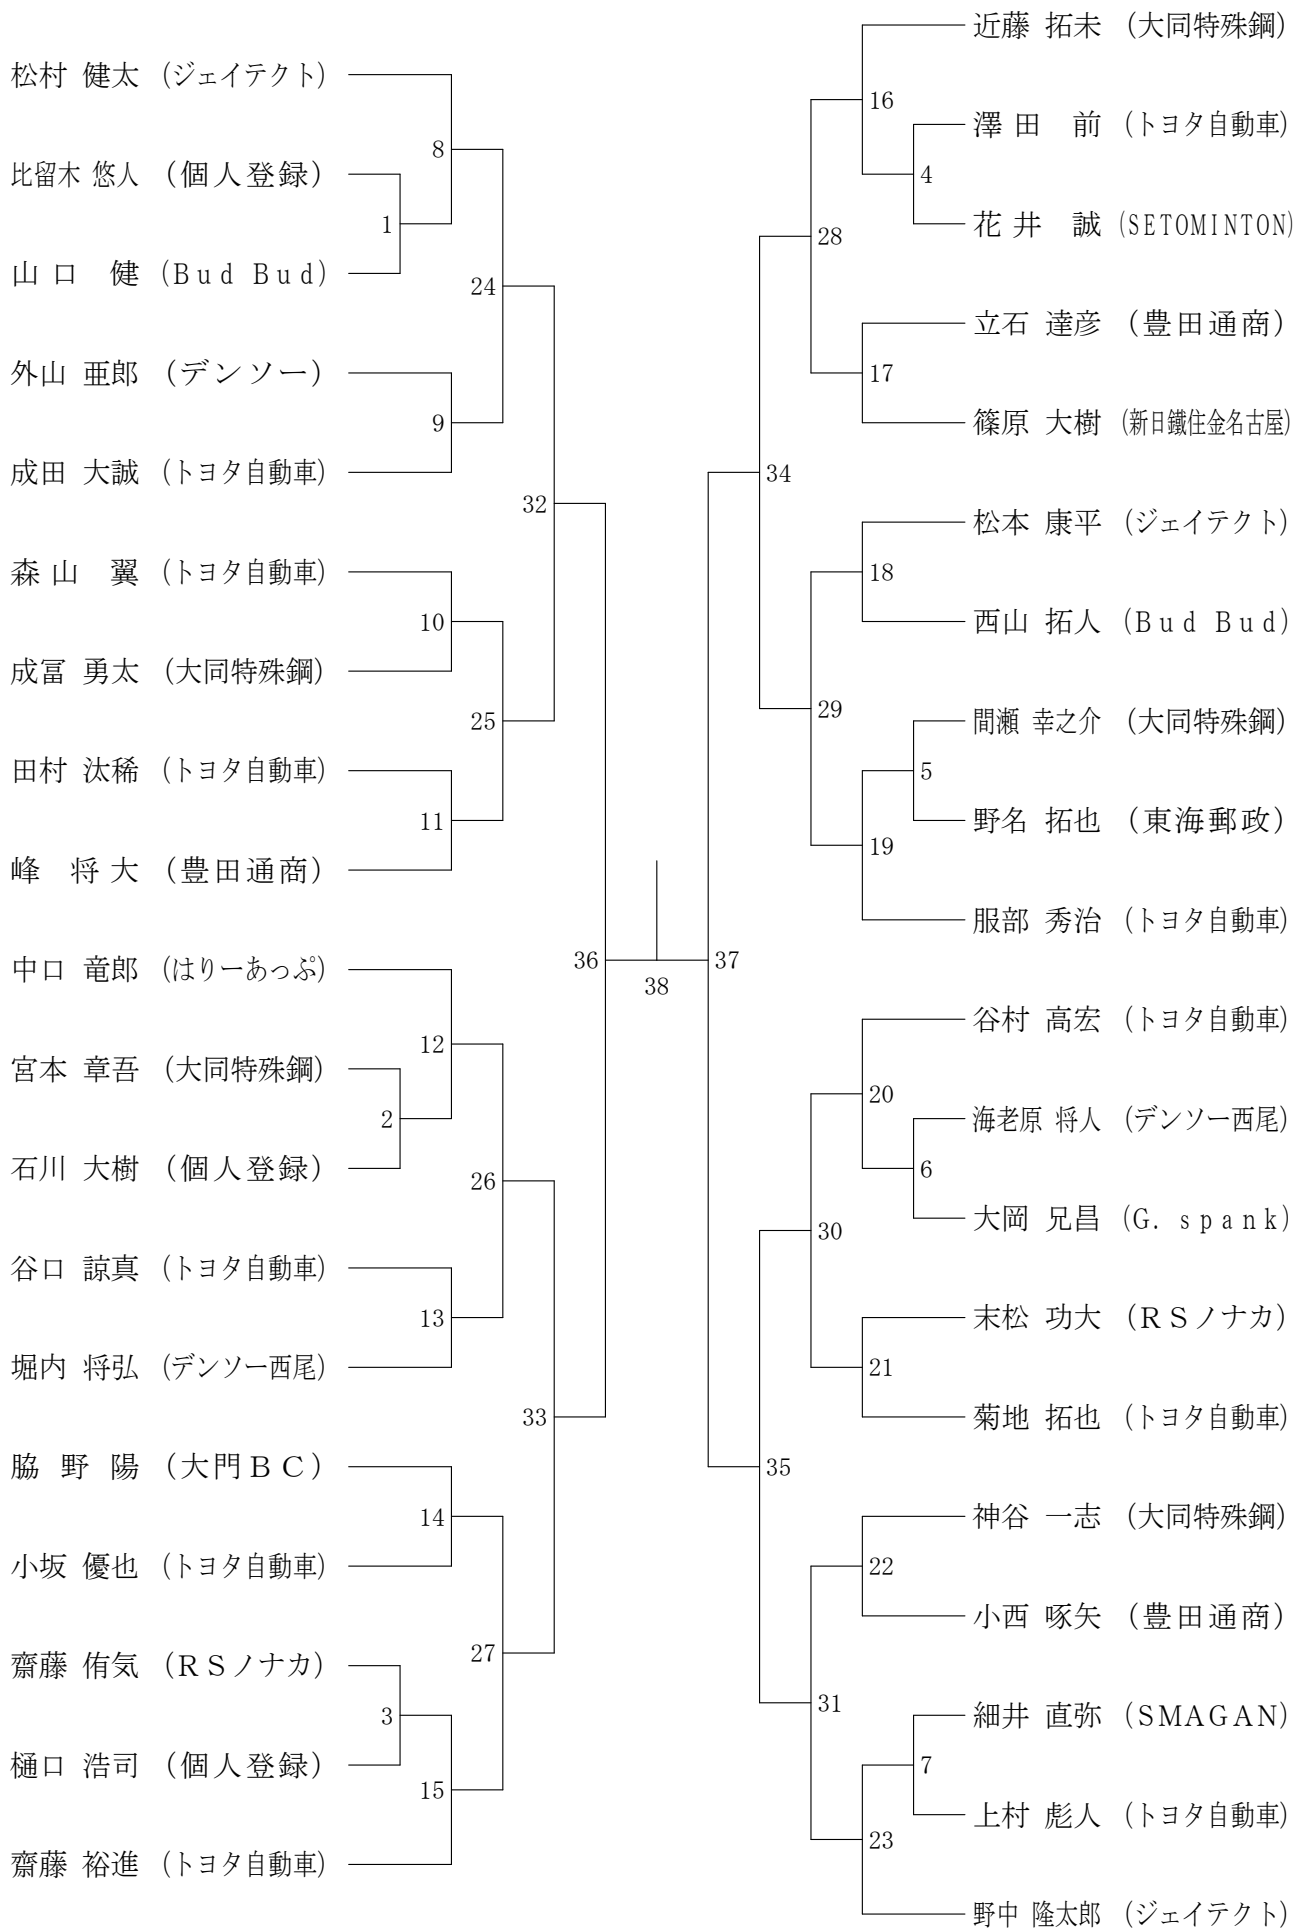 松村 健太 (ジェイテクト)
8
比留木 悠人 (個人登録)
1
山口 健 (Bud Bud)
24
外山 亜郎 (デンソー)
9
成田 大誠 (トヨタ自動車)
32
森山 翼 (トヨタ自動車)
10
成冨 勇太 (大同特殊鋼)
25
田村 汰稀 (トヨタ自動車)
11
峰 将大 (豊田通商)
中口 竜郎 (はりーあっぷ)
36
38
12
宮本 章吾 (大同特殊鋼)
2
石川 大樹 (個人登録)
26
谷口 諒真 (トヨタ自動車)
13
堀内 将弘 (デンソー西尾)
33
脇野 陽 (大門BC)
14
小坂 優也 (トヨタ自動車)
27
齋藤 侑気 (RSノナカ)
3
樋口 浩司 (個人登録)
15
齋藤 裕進 (トヨタ自動車)
近藤 拓未 (大同特殊鋼)
16
澤田 前 (トヨタ自動車)
4
花井 誠 (SETOMINTON)
28
立石 達彦 (豊田通商)
17
篠原 大樹 (新日鐵住金名古屋)
34
松本 康平 (ジェイテクト)
18
西山 拓人 (Bud Bud)
29
間瀬 幸之介 (大同特殊鋼)
5
野名 拓也 (東海郵政)
19
服部 秀治 (トヨタ自動車)
37
谷村 高宏 (トヨタ自動車)
20
海老原 将人 (デンソー西尾)
6
大岡 兄昌 (G. spank)
30
末松 功大 (RSノナカ)
21
菊地 拓也 (トヨタ自動車)
35
神谷 一志 (大同特殊鋼)
22
小西 啄矢 (豊田通商)
31
細井 直弥 (SMAGAN)
7
上村 彪人 (トヨタ自動車)
23
野中 隆太郎 (ジェイテクト)